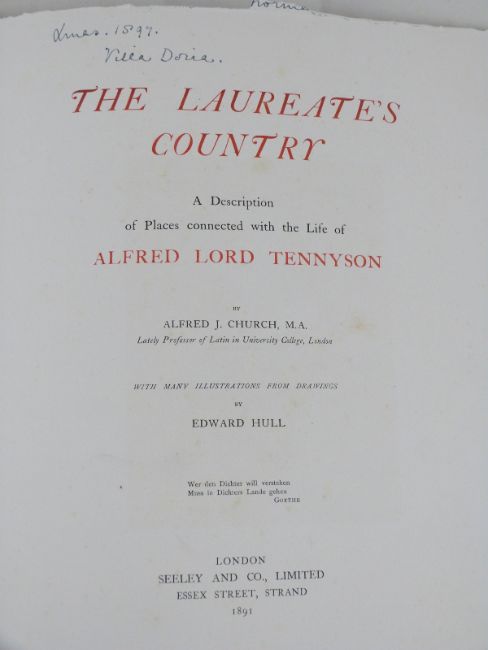 Xmas. 1897.
Villa Doria.
THE LAUREATE'S
COUNTRY
A Description
of Places connected with the Life of
ALFRED LORD TENNYSON
BY
ALFRED J. CHURCH, M.A.
Lately Professor of Latin in University College, London
WITH MANY ILLUSTRATIONS FROM DRAWINGS
BY
EDWARD HULL
Wer den Dichter will verstehen
Muss in Dichters Lande gehen
GOETHE
LONDON
SEELEY AND CO., LIMITED
ESSEX STREET, STRAND
1891